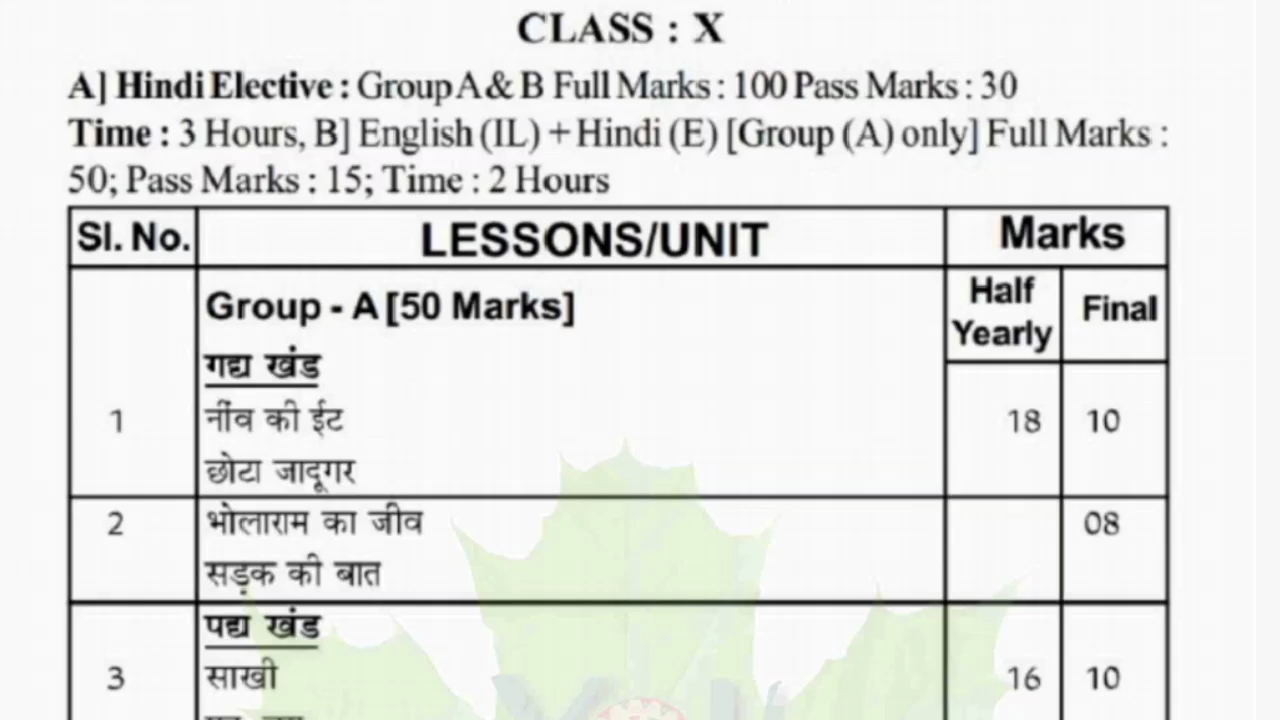 CLASS : X
A] Hindi Elective : Group A & B Full Marks : 100 Pass Marks : 30
Time : 3 Hours, B] English (IL) + Hindi (E) [Group (A) only] Full Marks :
50; Pass Marks : 15; Time : 2 Hours
Sl. No. LESSONS/UNIT Marks
Group - A [50 Marks] Half Yearly Final
गद्य खंड
1 नींव की ईंट 18 10
छोटा जादूगर
2 भोलाराम का जीव 08
सड़क की बात
पद्य खंड
3 साखी 16 10